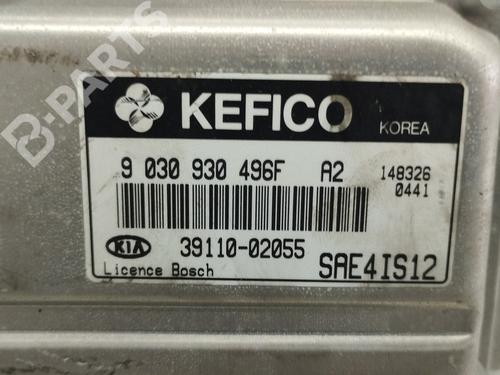 B-PARTS
KEFICO KOREA
9 030 930 496F A2 148326
0441
KIA 39110-02055 SAE4IS12
Licence Bosch